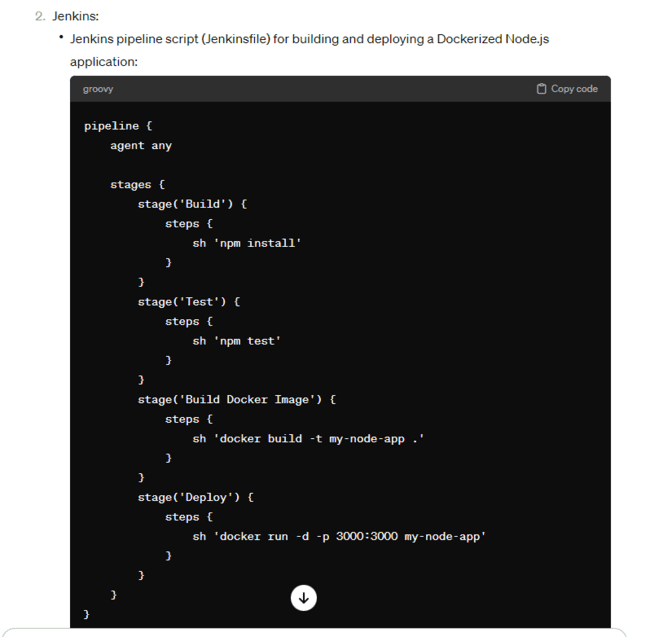 2. Jenkins:
• Jenkins pipeline script (Jenkinsfile) for building and deploying a Dockerized Node.js
application:
groovy Copy code
pipeline {
    agent any

    stages {
        stage('Build') {
            steps {
                sh 'npm install'
            }
        }
        stage('Test') {
            steps {
                sh 'npm test'
            }
        }
        stage('Build Docker Image') {
            steps {
                sh 'docker build -t my-node-app .'
            }
        }
        stage('Deploy') {
            steps {
                sh 'docker run -d -p 3000:3000 my-node-app'
            }
        }
    }
}